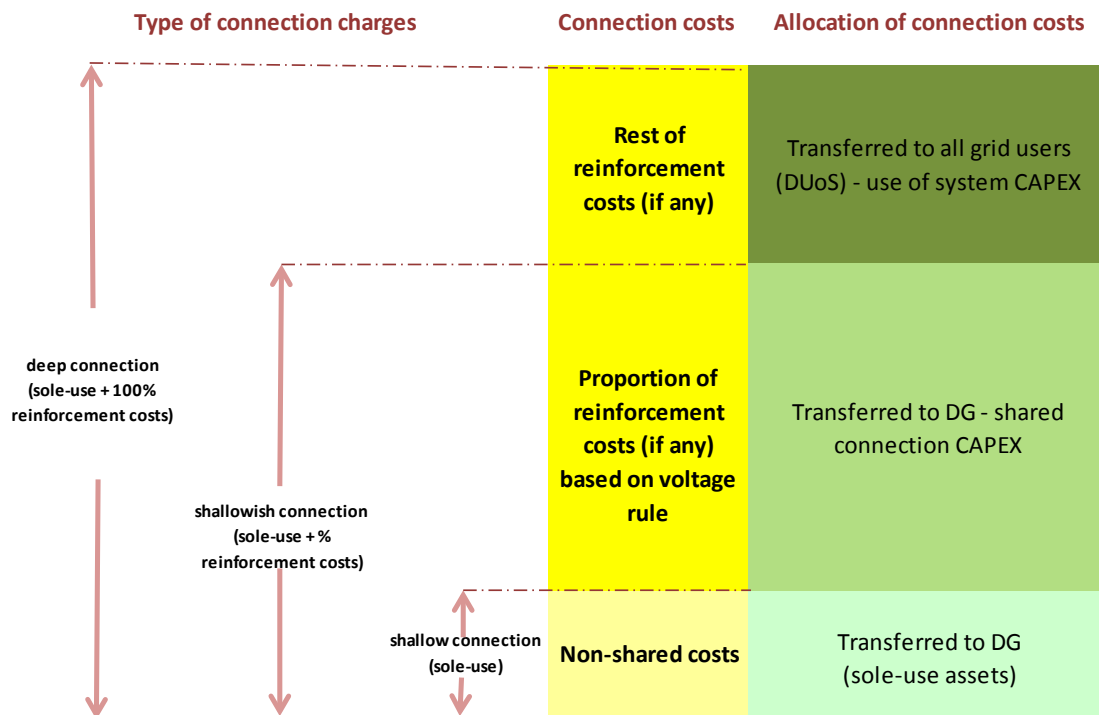 Type of connection charges
Connection costs
Allocation of connection costs
Rest of
reinforcement
costs (if any)
Transferred to all grid users
(DUoS) - use of system CAPEX
deep connection
(sole-use + 100%
reinforcement costs)
Proportion of
reinforcement
costs (if any)
based on voltage
rule
Transferred to DG - shared
connection CAPEX
shallowish connection
(sole-use + %
reinforcement costs)
shallow connection
(sole-use)
Non-shared costs
Transferred to DG
(sole-use assets)